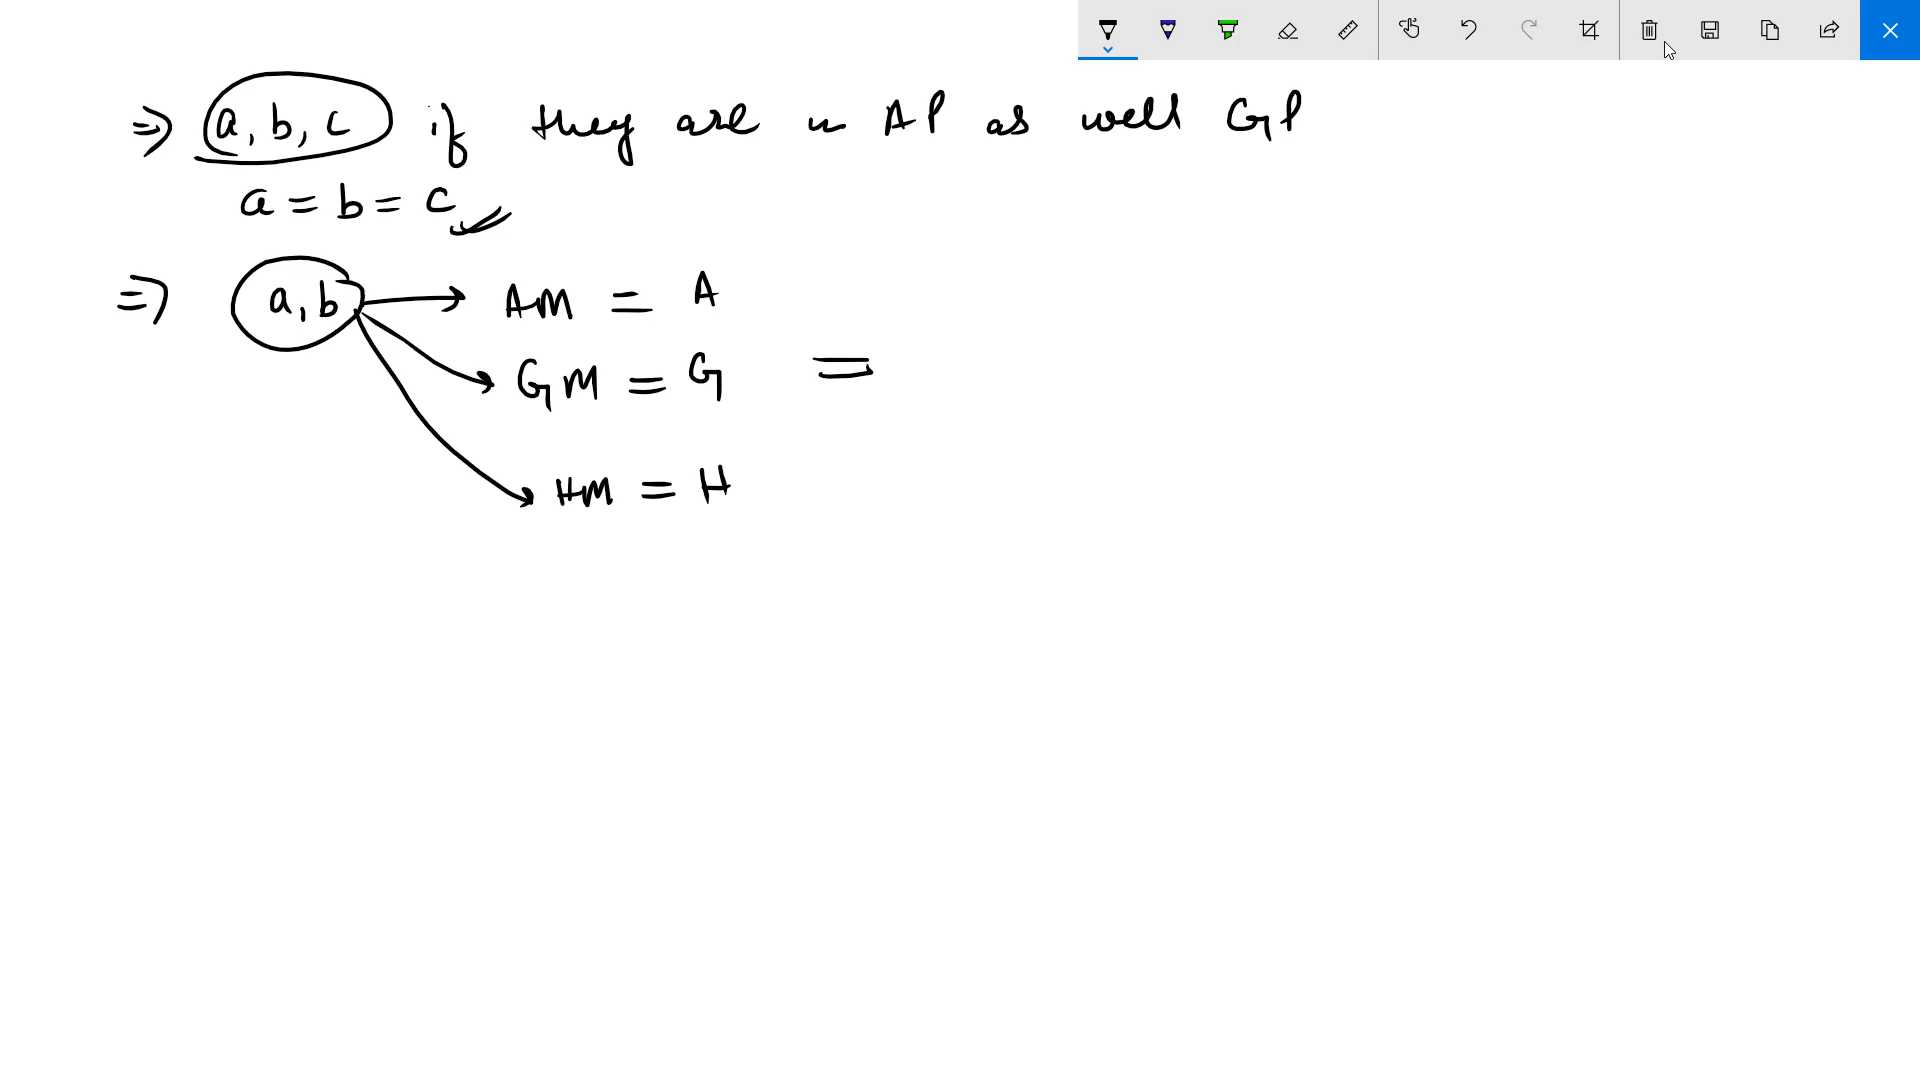 ⇒ a, b, c if they are in AP as well GP
a = b = c
⇒ a, b → AM = A
→ GM = G =
→ HM = H